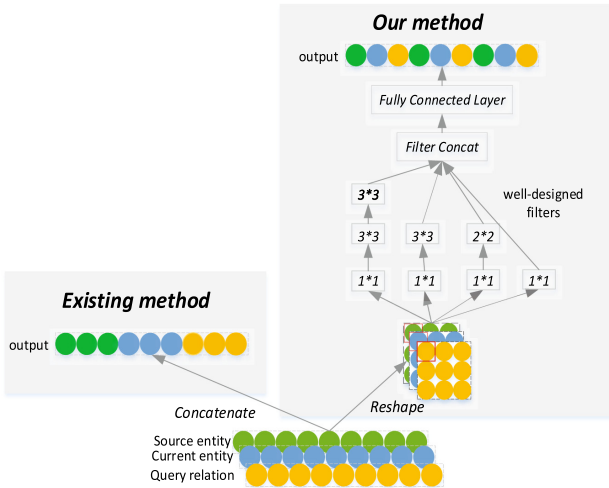 Our method
output
Fully Connected Layer
Filter Concat
3*3
well-designed
filters
3*3 3*3 2*2
1*1 1*1 1*1 1*1
Existing method
output
Concatenate
Reshape
Source entity
Current entity
Query relation